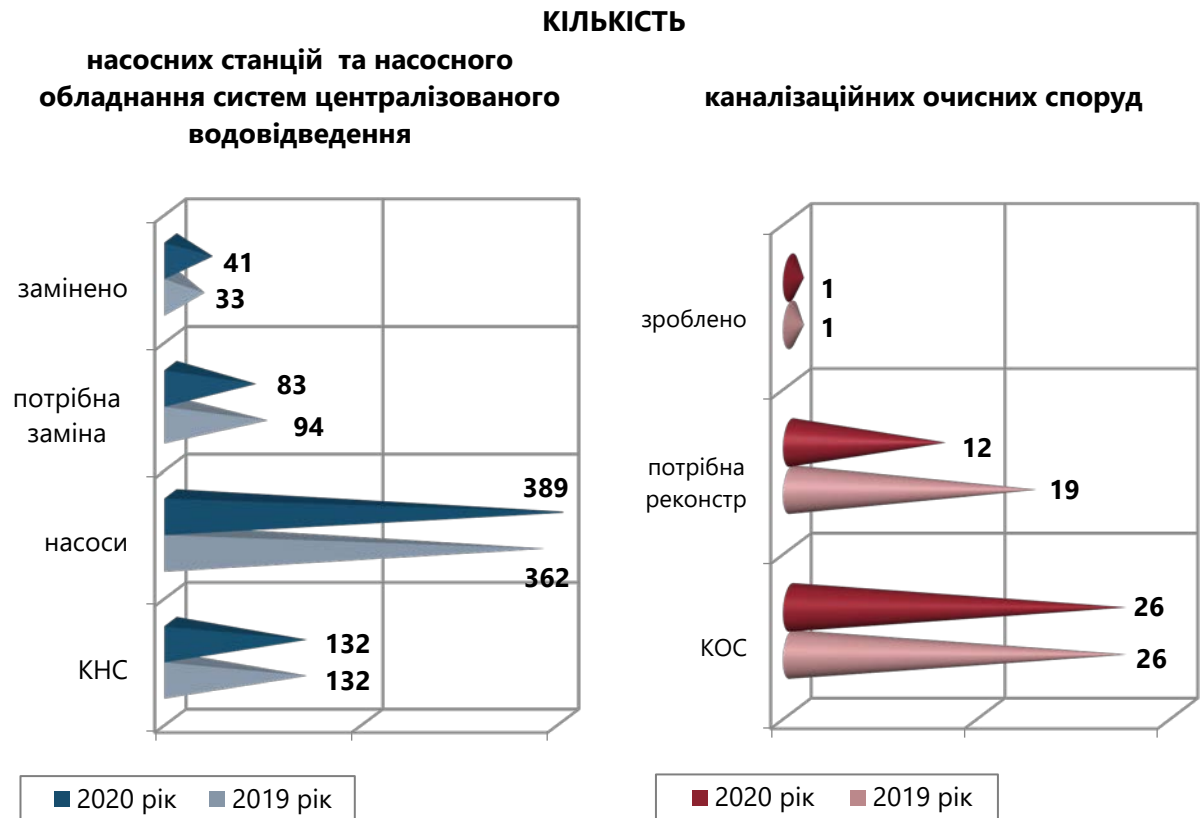 КІЛЬКІСТЬ
насосних станцій та насосного
обладнання систем централізованого
водовідведення
замінено
41
33
потрібна
заміна
83
94
насоси
389
362
КНС
132
132
2020 рік
2019 рік
каналізаційних очисних споруд
зроблено
1
1
потрібна
реконстр
12
19
КОС
26
26
2020 рік
2019 рік